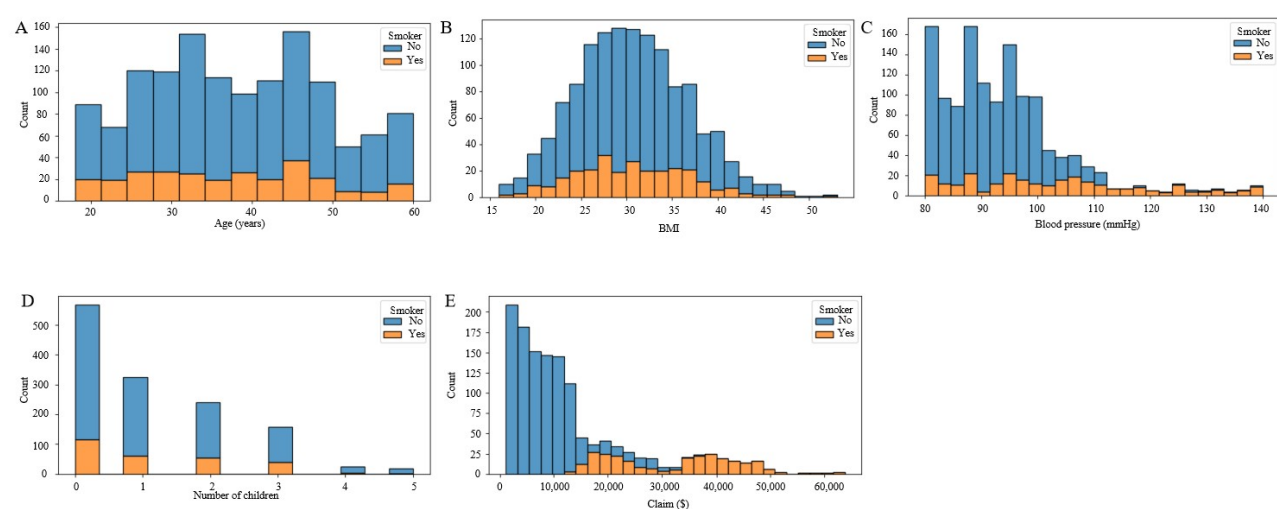 A
160
140
120
100
80
60
40
20
0
Count
20
30
40
50
60
Age (years)
Smoker
No
Yes
B
120
100
80
60
40
20
0
Count
15
20
25
30
35
40
45
50
BMI
Smoker
No
Yes
C
160
140
120
100
80
60
40
20
0
Count
80
90
100
110
120
130
140
Blood pressure (mmHg)
Smoker
No
Yes
D
500
400
300
200
100
0
Count
0
1
2
3
4
5
Number of children
Smoker
No
Yes
E
200
175
150
125
100
75
50
25
0
Count
0
10,000
20,000
30,000
40,000
50,000
60,000
Claim ($)
Smoker
No
Yes